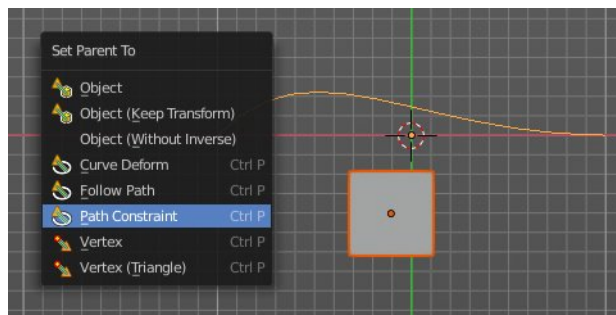 Set Parent To
Object
Object (Keep Transform)
Object (Without Inverse)
Curve Deform Ctrl P
Follow Path Ctrl P
Path Constraint Ctrl P
Vertex Ctrl P
Vertex (Triangle) Ctrl P